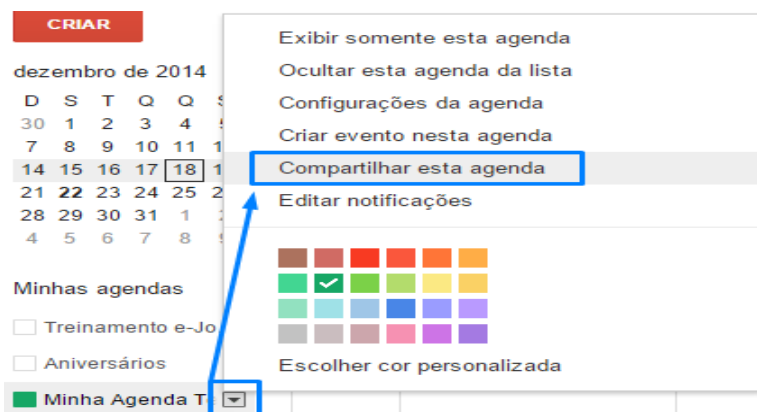 CRIAR
dezembro de 2014
D S T Q Q
30 1 2 3 4
7 8 9 10 11
14 15 16 17 18
21 22 23 24 25
28 29 30 31 1
4 5 6 7 8
Minhas agendas
Treinamento e-Jo
Aniversários
Minha Agenda Te
Exibir somente esta agenda
Ocultar esta agenda da lista
Configurações da agenda
Criar evento nesta agenda
Compartilhar esta agenda
Editar notificações
Escolher cor personalizada